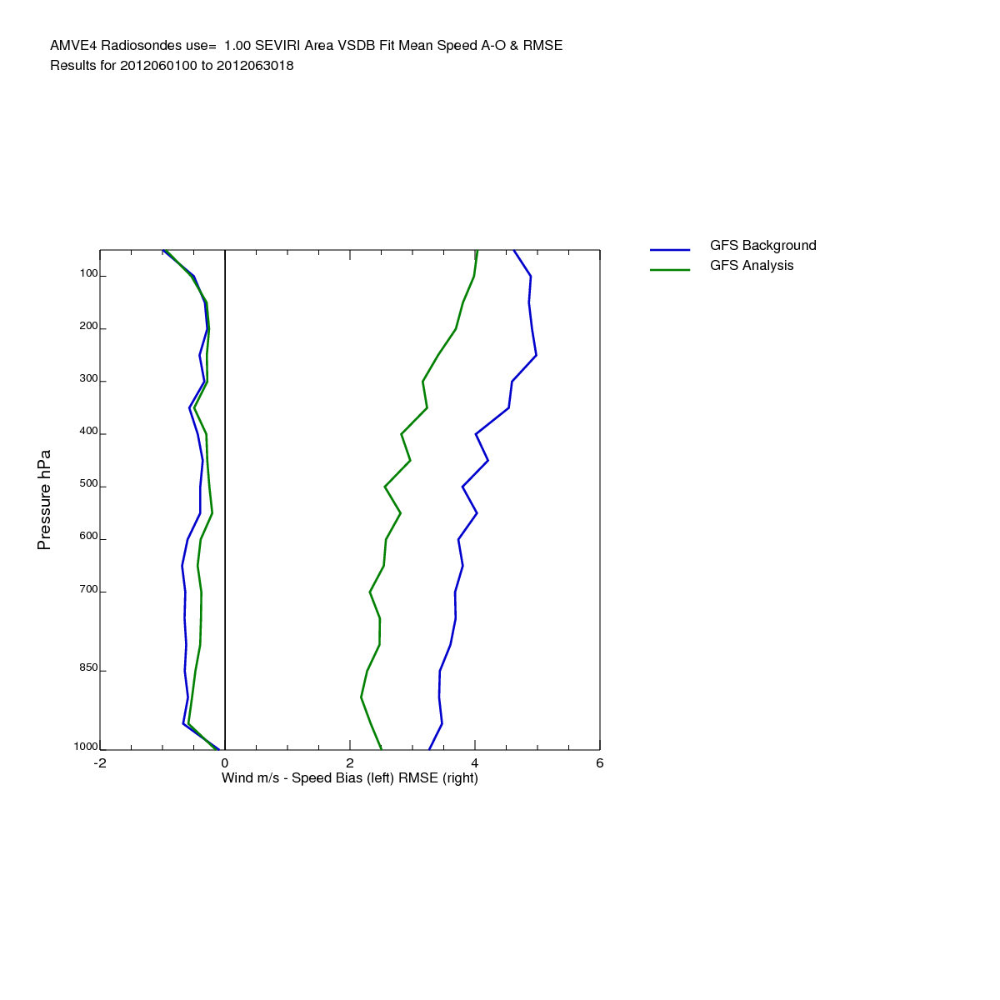 AMVE4 Radiosondes use=  1.00 SEVIRI Area VSDB Fit Mean Speed A-O & RMSE
Results for 2012060100 to 2012063018
GFS Background
GFS Analysis
100
200
300
400
500
600
700
850
1000
Pressure hPa
-2 0 2 4 6
Wind m/s - Speed Bias (left) RMSE (right)